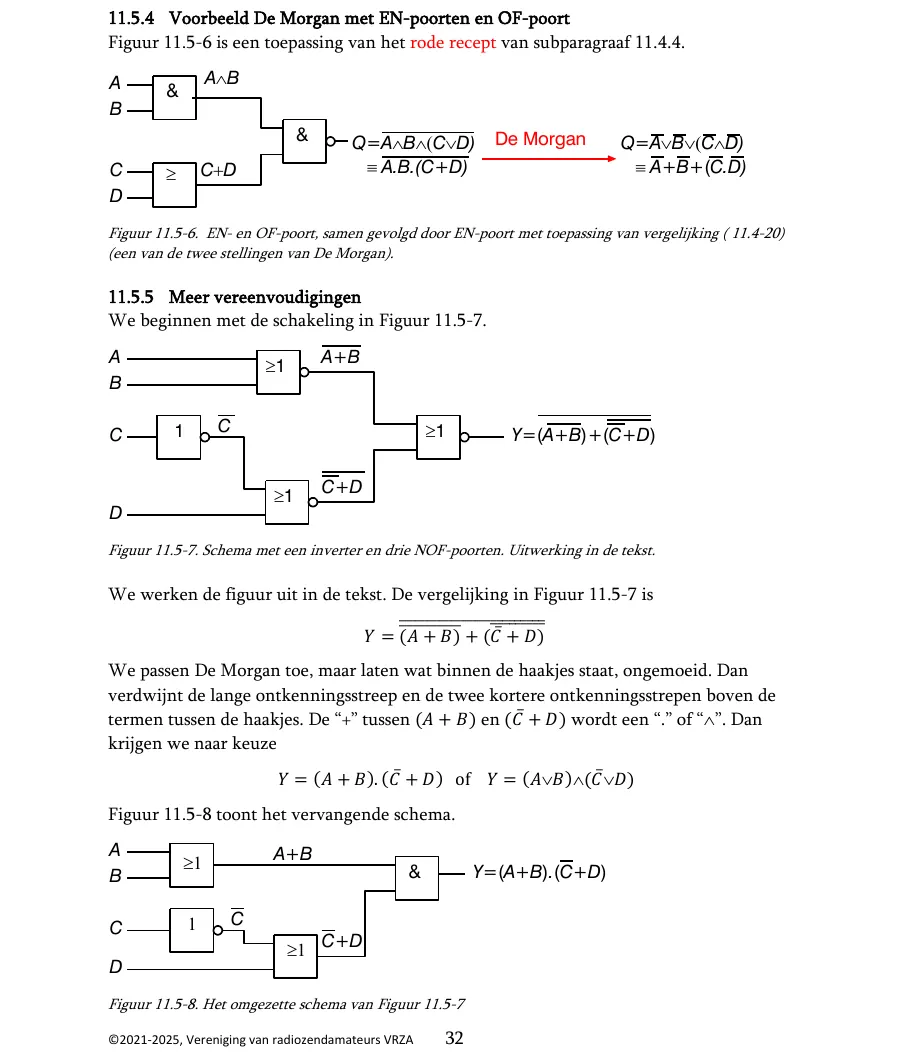 11.5.4 Voorbeeld De Morgan met EN-poorten en OF-poort
Figuur 11.5-6 is een toepassing van het rode recept van subparagraaf 11.4.4.
A
B
&
A∧B
C
D
≥
C+D
&
Q=A̅∧̅B̅∧̅(̅C̅∨̅D̅)̅
≡A̅.̅B̅.̅(̅C̅+̅D̅)̅
De Morgan
Q=A̅∨B̅∨(C̅∧D̅)
≡A̅+B̅+(C̅.D̅)
Figuur 11.5-6. EN- en OF-poort, samen gevolgd door EN-poort met toepassing van vergelijking ( 11.4-20)
(een van de twee stellingen van De Morgan).
11.5.5 Meer vereenvoudigingen
We beginnen met de schakeling in Figuur 11.5-7.
A
B
≥1
A̅+̅B̅
C
1
C̅
≥1
Y=(A+B)+(C̅+D)
D
≥1
C̅+D
Figuur 11.5-7. Schema met een inverter en drie NOF-poorten. Uitwerking in de tekst.
We werken de figuur uit in de tekst. De vergelijking in Figuur 11.5-7 is
Y = (A + B) + (C̅ + D)
We passen De Morgan toe, maar laten wat binnen de haakjes staat, ongemoeid. Dan
verdwijnt de lange ontkenningsstreep en de twee kortere ontkenningsstrepen boven de
termen tussen de haakjes. De “+” tussen (A + B) en (C̅ + D) wordt een “.” of “∧”. Dan
krijgen we naar keuze
Y = (A + B). (C̅ + D) of Y = (A∨B)∧(C̅∨D)
Figuur 11.5-8 toont het vervangende schema.
A
B
≥1
A+B
&
Y=(A+B).(C̅+D)
C
1
C̅
D
≥1
C̅+D
Figuur 11.5-8. Het omgezette schema van Figuur 11.5-7
©2021-2025, Vereniging van radiozendamateurs VRZA 32